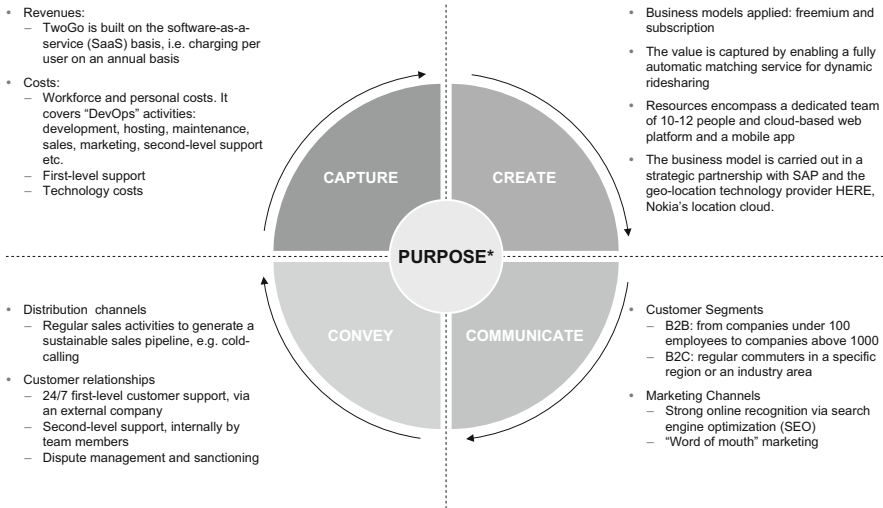 • Revenues:
– TwoGo is built on the software-as-a-
service (SaaS) basis, i.e. charging per
user on an annual basis
• Costs:
– Workforce and personal costs. It
covers “DevOps” activities:
development, hosting, maintenance,
sales, marketing, second-level support
etc.
– First-level support
– Technology costs
• Business models applied: freemium and
subscription
• The value is captured by enabling a fully
automatic matching service for dynamic
ridesharing
• Resources encompass a dedicated team
of 10-12 people and cloud-based web
platform and a mobile app
• The business model is carried out in a
strategic partnership with SAP and the
geo-location technology provider HERE,
Nokia’s location cloud.
CAPTURE
CREATE
PURPOSE*
CONVEY
COMMUNICATE
• Distribution channels
– Regular sales activities to generate a
sustainable sales pipeline, e.g. cold-
calling
• Customer relationships
– 24/7 first-level customer support, via
an external company
– Second-level support, internally by
team members
– Dispute management and sanctioning
• Customer Segments
– B2B: from companies under 100
employees to companies above 1000
– B2C: regular commuters in a specific
region or an industry area
• Marketing Channels
– Strong online recognition via search
engine optimization (SEO)
– “Word of mouth” marketing